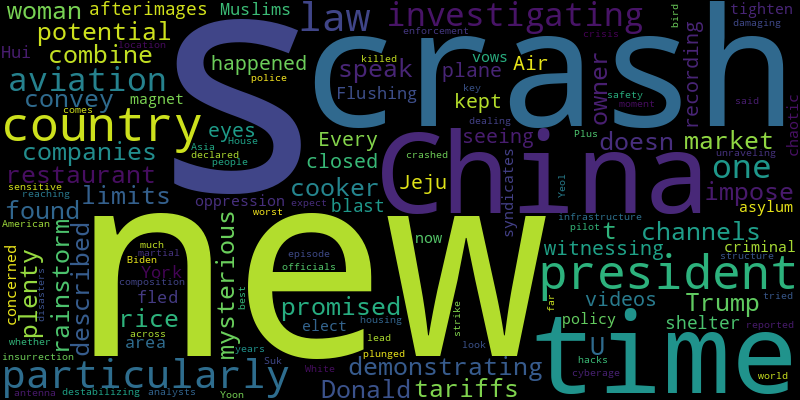 woman afterimages Muslims law investigating bird tighten
potential S crash location enforcement damaging
Hui combine happened killed speak plane Air crisis
aviation police vows owner recording safety
convey magnet Flushing key kept moment chaotic
country eyes Every China dealing seeing doesn market said
companies Asia House closed crashed Plus unraveling
restaurant declared people cooker Jeju syndicates one
sensitive limits oppression Yeol impose
reaching found worst expect blast asylum
American described rainstorm new now infrastructure t channels
much mysterious episode pilot witnessing criminal
concerned plenty martial Biden officials president structure
York composition disasters
fled promised far videos Trump tried
rice best elect housing strike policy shelter reported
whether across area years lead look U time
insurrection Suk White plunged demonstrating hacks cyberage world
particularly Donald tariffs
antenna destabilizing analysts Yoon comes